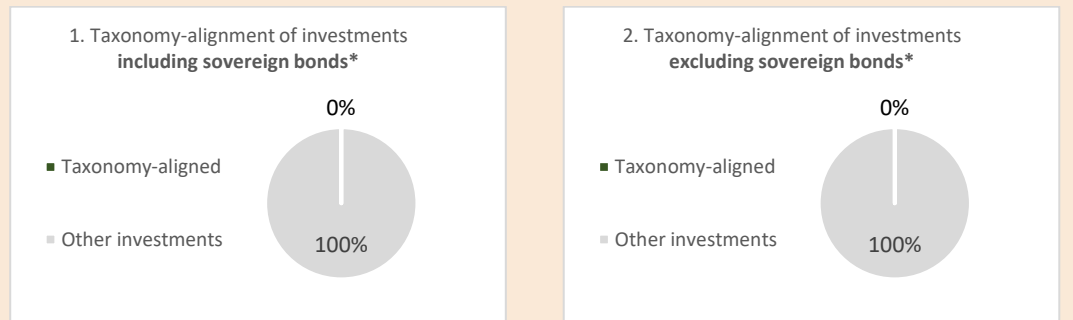 1. Taxonomy-alignment of investments
including sovereign bonds*
0%
Taxonomy-aligned
Other investments
100%
2. Taxonomy-alignment of investments
excluding sovereign bonds*
0%
Taxonomy-aligned
Other investments
100%